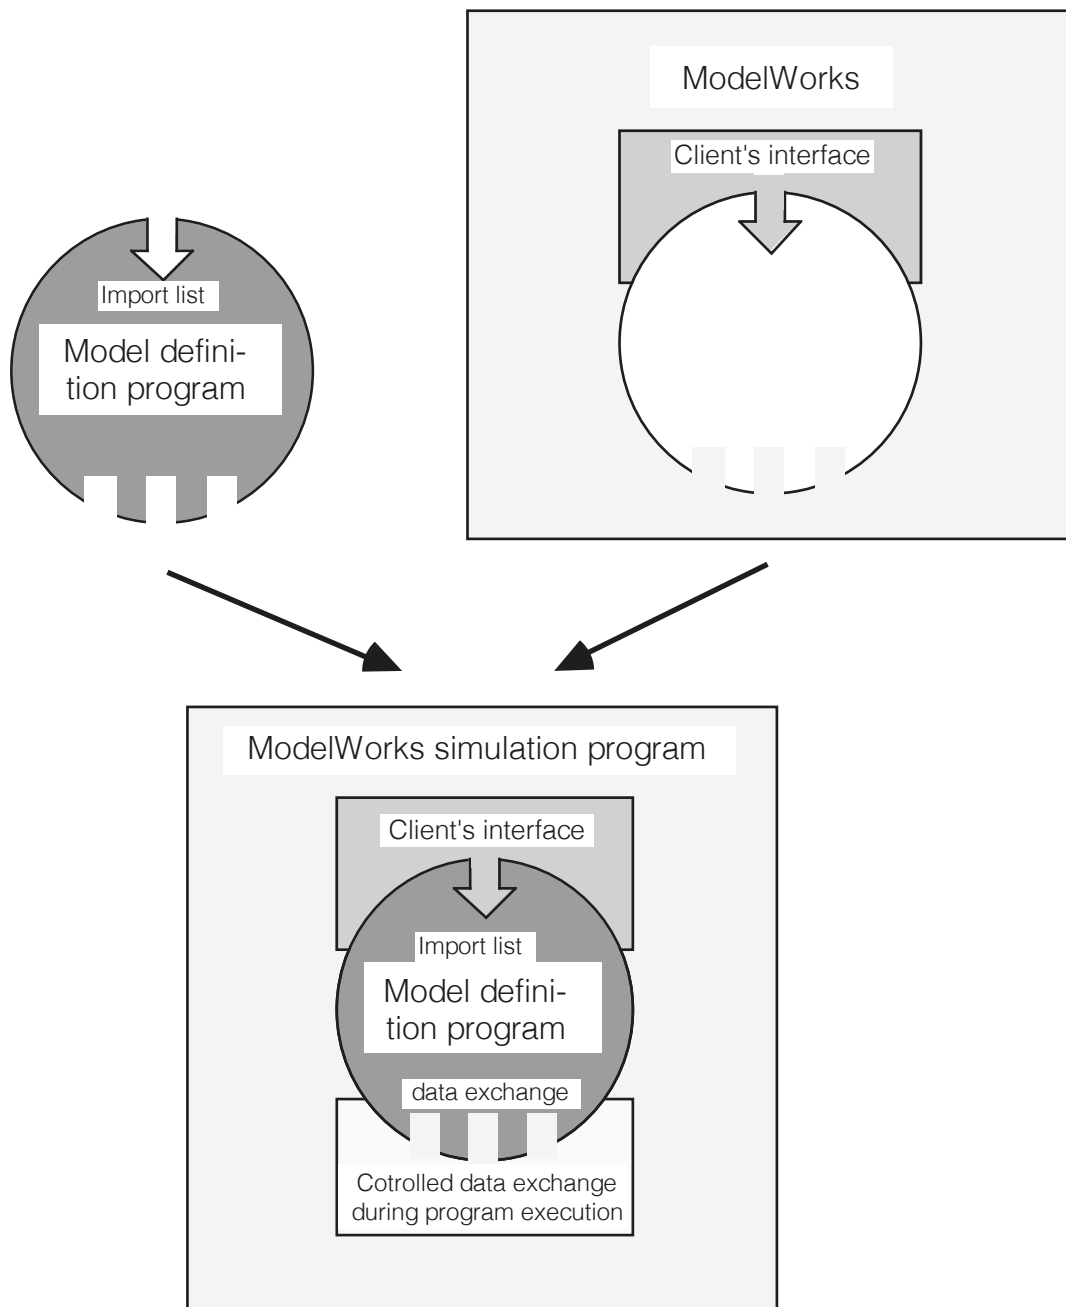 ModelWorks
Client's interface
Import list
Model defini-
tion program
ModelWorks simulation program
Client's interface
Import list
Model defini-
tion program
data exchange
Cotrolled data exchange
during program execution